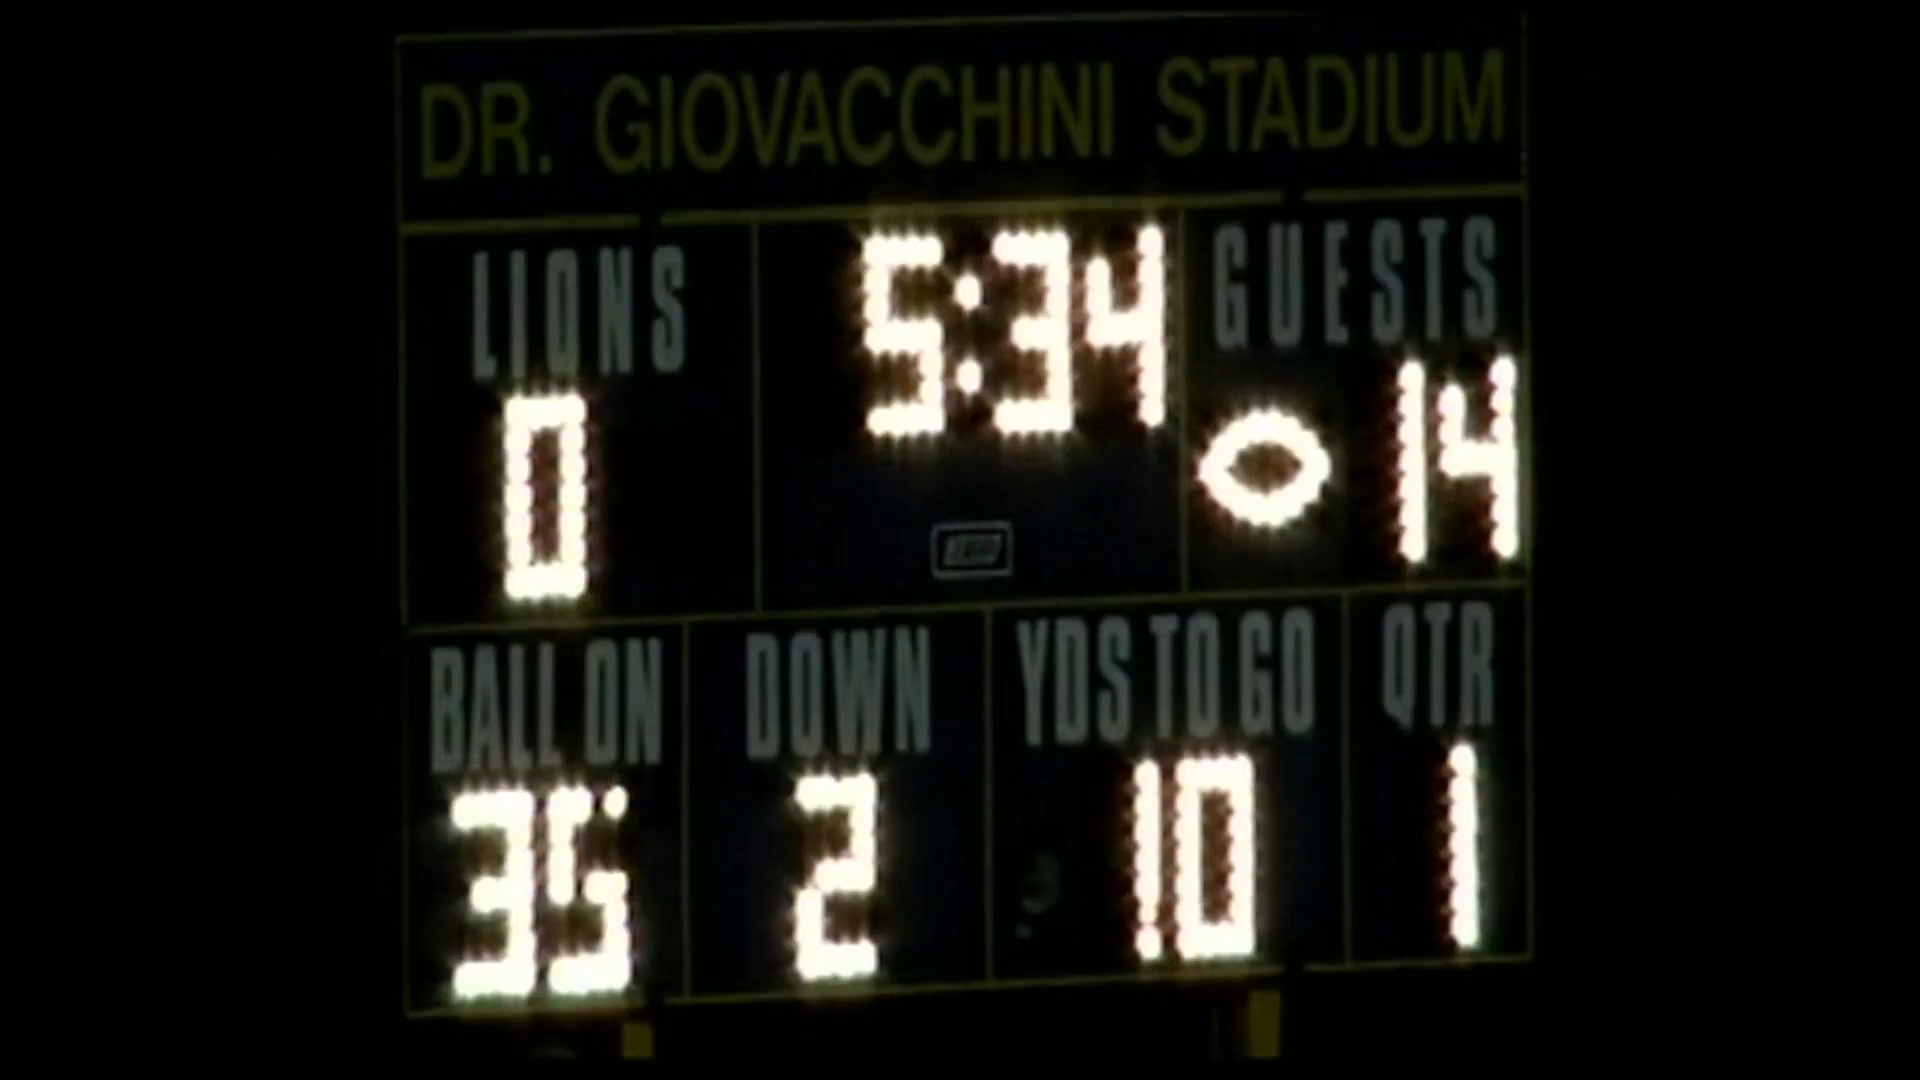 DR. GIOVACCHINI STADIUM
LIONS 5:34 GUESTS
0 14
BALL ON DOWN YDS TO GO QTR
35 2 10 1